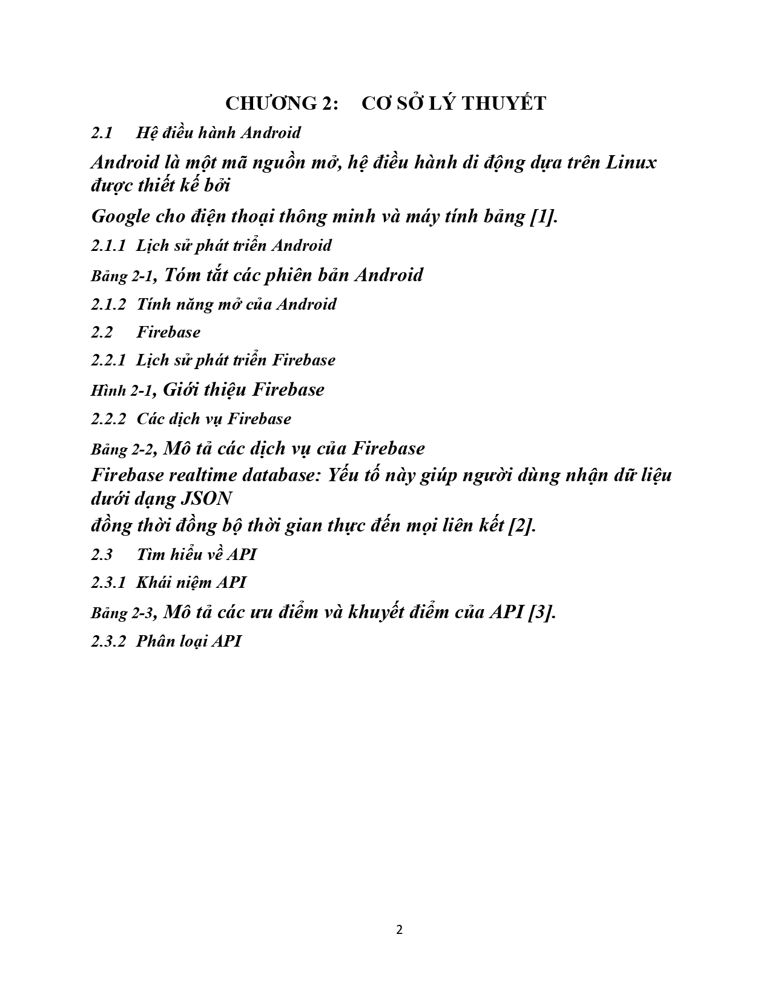 CHƯƠNG 2: CƠ SỞ LÝ THUYẾT
2.1 Hệ điều hành Android
Android là một mã nguồn mở, hệ điều hành di động dựa trên Linux
được thiết kế bởi
Google cho điện thoại thông minh và máy tính bảng [1].
2.1.1 Lịch sử phát triển Android
Bảng 2-1, Tóm tắt các phiên bản Android
2.1.2 Tính năng mở của Android
2.2 Firebase
2.2.1 Lịch sử phát triển Firebase
Hình 2-1, Giới thiệu Firebase
2.2.2 Các dịch vụ Firebase
Bảng 2-2, Mô tả các dịch vụ của Firebase
Firebase realtime database: Yếu tố này giúp người dùng nhận dữ liệu
dưới dạng JSON
đồng thời đồng bộ thời gian thực đến mọi liên kết [2].
2.3 Tìm hiểu về API
2.3.1 Khái niệm API
Bảng 2-3, Mô tả các ưu điểm và khuyết điểm của API [3].
2.3.2 Phân loại API
2